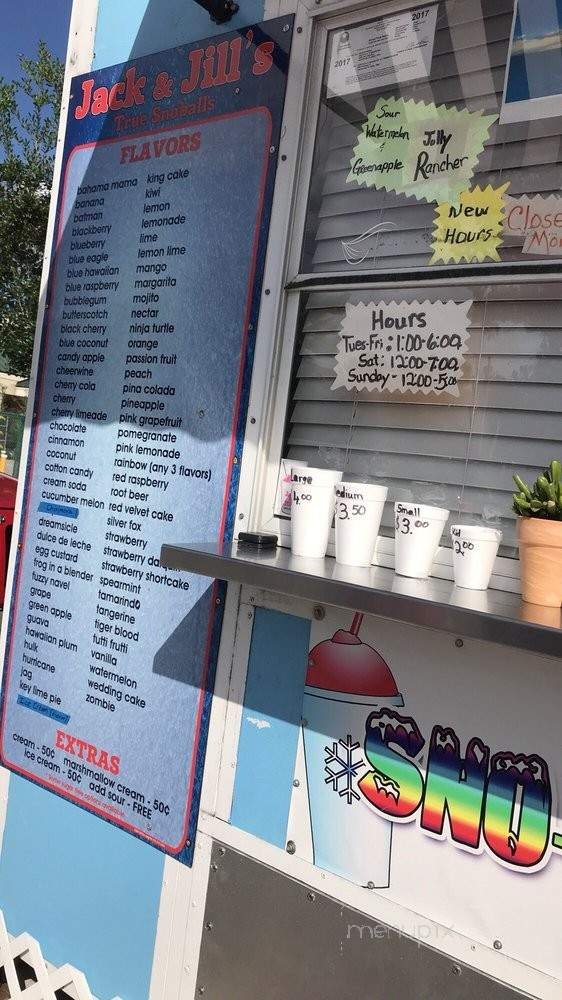 Jack & Jill's
True Snoballs
FLAVORS
bahama mama
banana
batman
blackberry
blueberry
blue eagle
blue hawaiian
blue raspberry
bubblegum
butterscotch
black cherry
blue coconut
candy apple
cheerwine
cherry cola
cherry
cherry limeade
chocolate
cinnamon
coconut
cotton candy
cream soda
cucumber melon
dreamsicle
dulce de leche
egg custard
frog in a blender
fuzzy navel
grape
green apple
guava
hawaiian plum
hulk
hurricane
jag
key lime pie
king cake
kiwi
lemon
lemonade
lime
lemon lime
mango
margarita
mojito
nectar
ninja turtle
orange
passion fruit
peach
pina colada
pineapple
pink grapefruit
pomegranate
pink lemonade
rainbow (any 3 flavors)
red raspberry
root beer
red velvet cake
silver fox
strawberry
strawberry
strawberry shortcake
spearmint
tamarindo
tangerine
tiger blood
tutti frutti
vanilla
watermelon
wedding cake
zombie
EXTRAS
cream - 50¢ marshmallow cream - 50¢
ice cream - 50¢ add sour - FREE
2017
2017
Sour
Watermelon
&
Greenapple
Jolly
Rancher
New
Hours
Close
Mon
Hours
Tues-Fri: 1:00-6:00
Sat: 12:00-7:00
Sunday - 12:00-5:00
Large
4.00
Medium
$3.50
Small
$3.00
Kid
2.00
SNO-
menupix